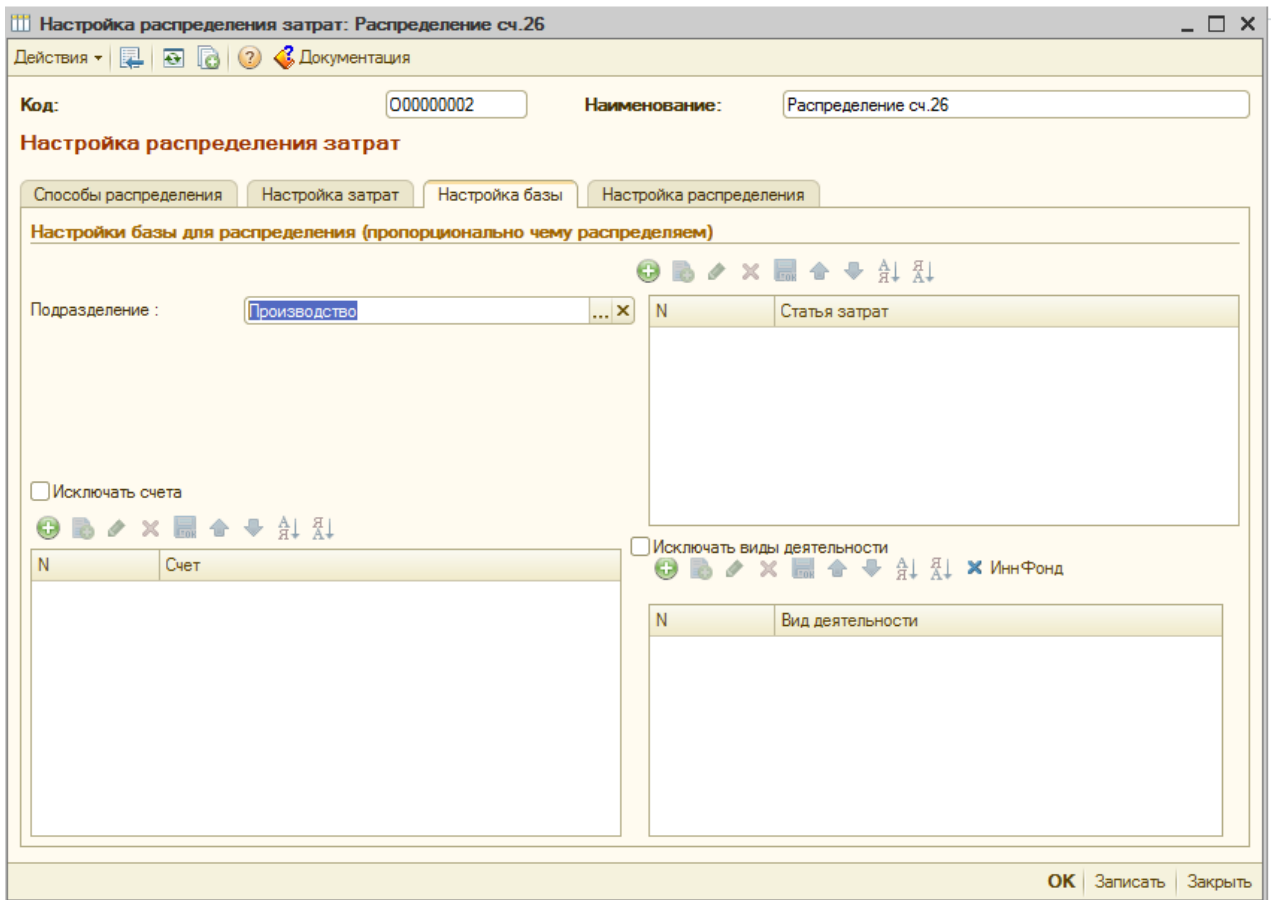 Настройка распределения затрат: Распределение сч.26
Действия Документация
Код: О00000002 Наименование: Распределение сч.26
Настройка распределения затрат
Способы распределения Настройка затрат Настройка базы Настройка распределения
Настройки базы для распределения (пропорционально чему распределяем)
Подразделение : Производство ...
N Статья затрат
Исключать счета
N Счет
Исключать виды деятельности
ИннФонд
N Вид деятельности
OK Записать Закрыть